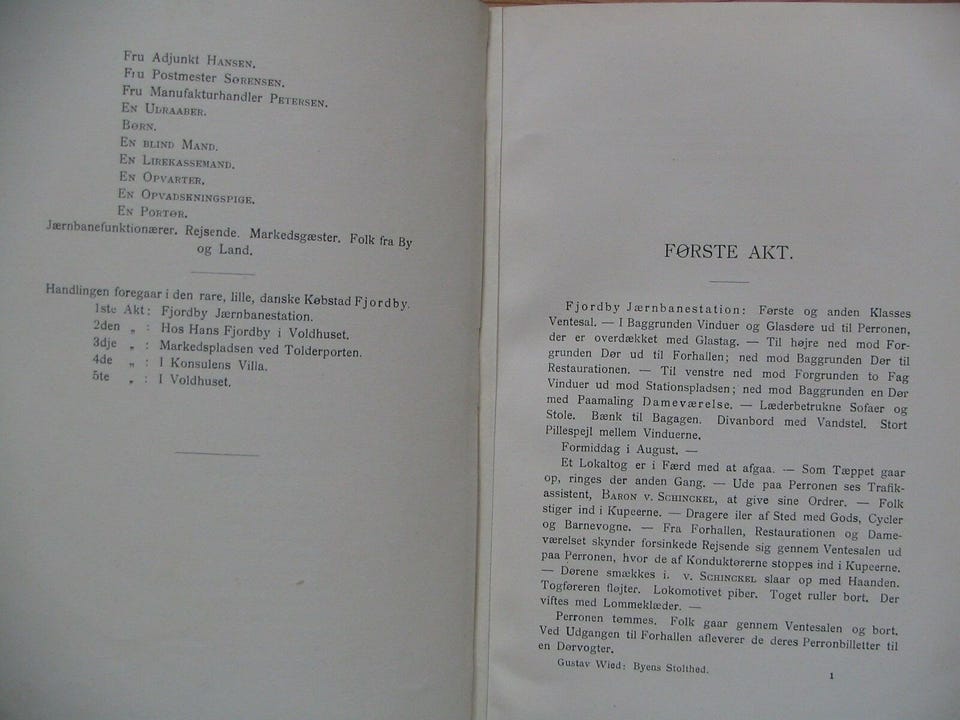 Fru Adjunkt HANSEN.
Fru Postmester SØRENSEN.
Fru Manufakturhandler PETERSEN.
EN UDRAABER.
BØRN.
EN BLIND MAND.
EN LIREKASSEMAND.
EN OPVARTER.
EN OPVADSKNINGSPIGE.
EN PORTØR.
Jærnbanefunktionærer. Rejsende. Markedsgæster. Folk fra By
og Land.
Handlingen foregaar i den rare, lille, danske Købstad Fjordby.
1ste Akt: Fjordby Jærnbanestation.
2den „ : Hos Hans Fjordby i Voldhuset.
3dje „ : Markedspladsen ved Tolderporten.
4de „ : I Konsulens Villa.
5te „ : I Voldhuset.
FØRSTE AKT.
Fjordby Jærnbanestation: Første og anden Klasses
Ventesal. — I Baggrunden Vinduer og Glasdøre ud til Perronen,
der er overdækket med Glastag. — Til højre ned mod For-
grunden Dør ud til Forhallen; ned mod Baggrunden Dør til
Restaurationen. — Til venstre ned mod Forgrunden to Fag
Vinduer ud mod Stationspladsen; ned mod Baggrunden en Dør
med Paamaling Dameværelse. — Læderbetrukne Sofaer og
Stole. Bænk til Bagagen. Divanbord med Vandstel. Stort
Pillespejl mellem Vinduerne.
Formiddag i August. —
Et Lokaltog er i Færd med at afgaa. — Som Tæppet gaar
op, ringes der anden Gang. — Ude paa Perronen ses Trafik-
assistent, BARON V. SCHINCKEL, at give sine Ordrer. — Folk
stiger ind i Kupeerne. — Dragere iler af Sted med Gods, Cycler
og Barnevogne. — Fra Forhallen, Restaurationen og Dame-
værelset skynder forsinkede Rejsende sig gennem Ventesalen ud
paa Perronen, hvor de af Konduktørerne stoppes ind i Kupeerne.
— Dørene smækkes i. V. SCHINCKEL slaar op med Haanden.
Togføreren fløjter. Lokomotivet piber. Toget ruller bort. Der
viftes med Lommeklæder. —
Perronen tømmes. Folk gaar gennem Ventesalen og bort.
Ved Udgangen til Forhallen afleverer de deres Perronbilletter til
en Dørvogter.
Gustav Wied: Byens Stolthed.
1